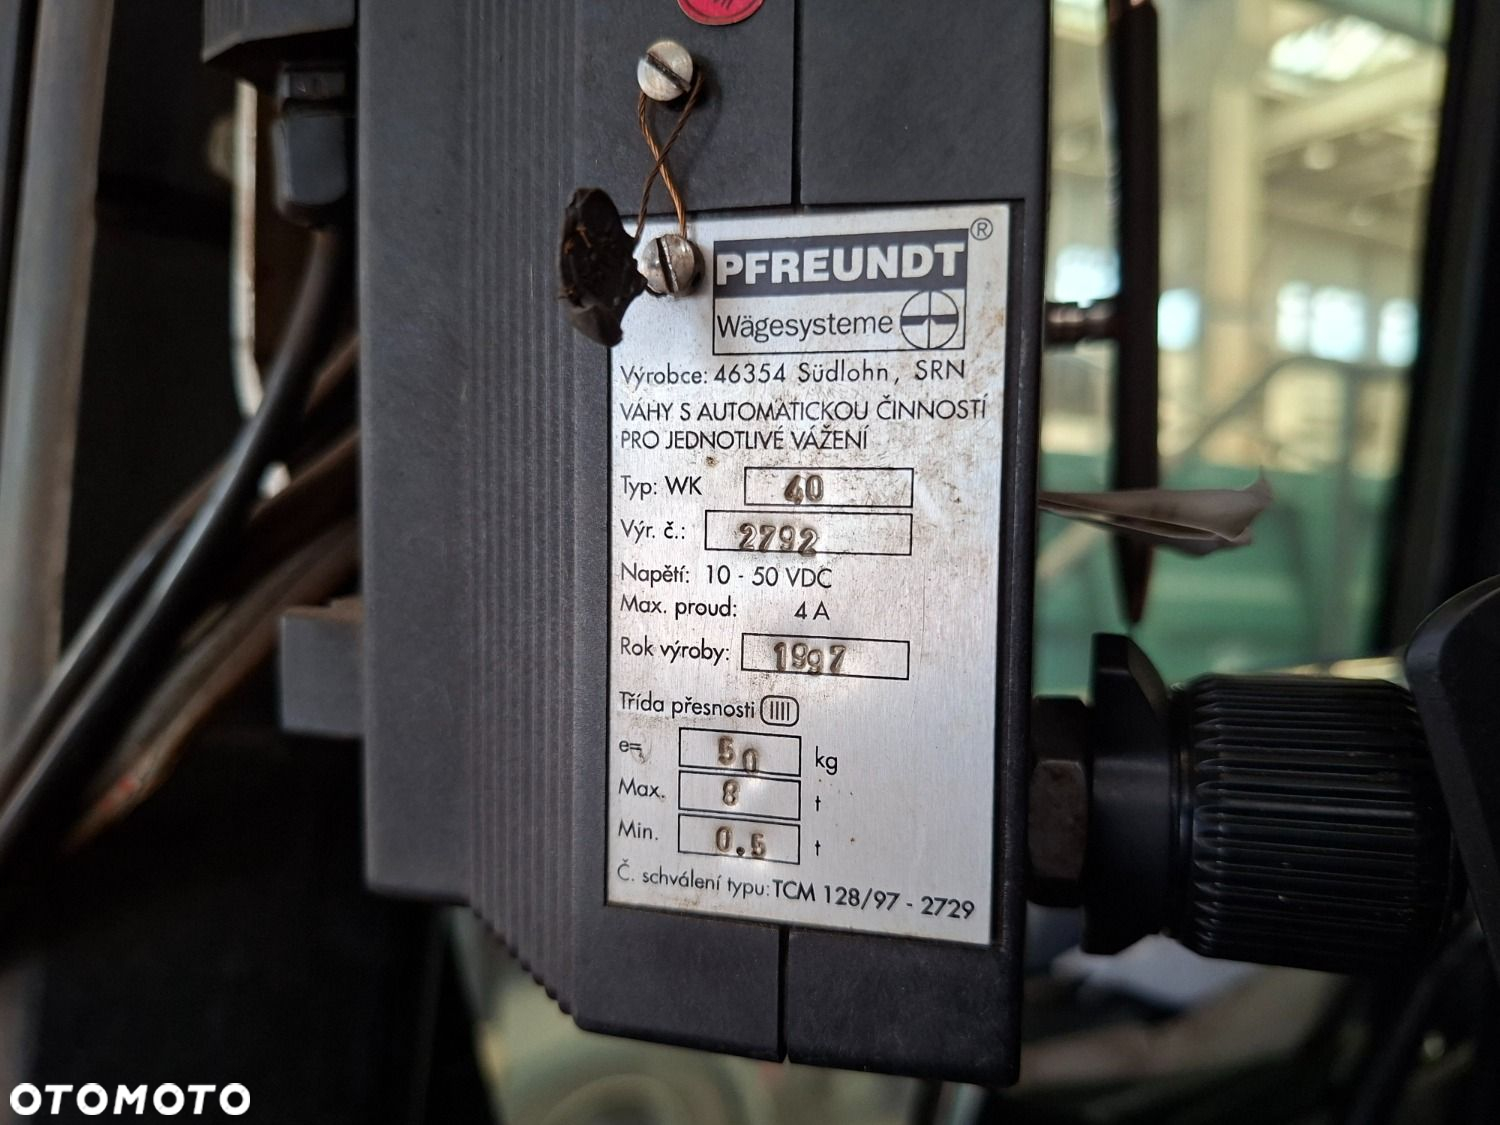 PFREUNDT ®
Wägesysteme
Výrobce: 46354 Südlohn, SRN
VÁHY S AUTOMATICKOU ČINNOSTÍ
PRO JEDNOTLIVÉ VÁŽENÍ
Typ: WK 40
Výr. č.: 2792
Napětí: 10 - 50 VDC
Max. proud: 4 A
Rok výroby: 1997
Třída přesnosti IIII
e= 50 kg
Max. 8 t
Min. 0.5 t
Č. schválení typu: TCM 128/97 - 2729
OTOMOTO